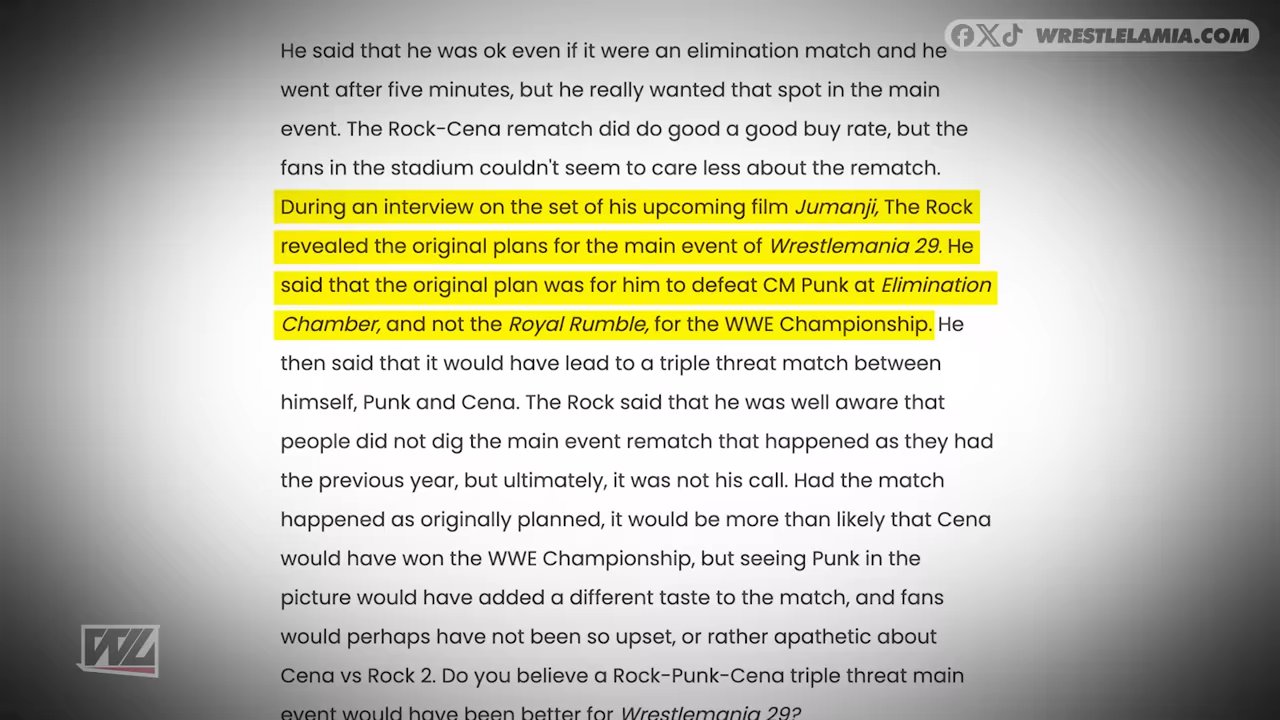 WRESTLELAMIA.COM
He said that he was ok even if it were an elimination match and he
went after five minutes, but he really wanted that spot in the main
event. The Rock-Cena rematch did do good a good buy rate, but the
fans in the stadium couldn't seem to care less about the rematch.
During an interview on the set of his upcoming film Jumanji, The Rock
revealed the original plans for the main event of Wrestlemania 29. He
said that the original plan was for him to defeat CM Punk at Elimination
Chamber, and not the Royal Rumble, for the WWE Championship. He
then said that it would have lead to a triple threat match between
himself, Punk and Cena. The Rock said that he was well aware that
people did not dig the main event rematch that happened as they had
the previous year, but ultimately, it was not his call. Had the match
happened as originally planned, it would be more than likely that Cena
would have won the WWE Championship, but seeing Punk in the
picture would have added a different taste to the match, and fans
would perhaps have not been so upset, or rather apathetic about
Cena vs Rock 2. Do you believe a Rock-Punk-Cena triple threat main
event would have been better for Wrestlemania 29?
WL